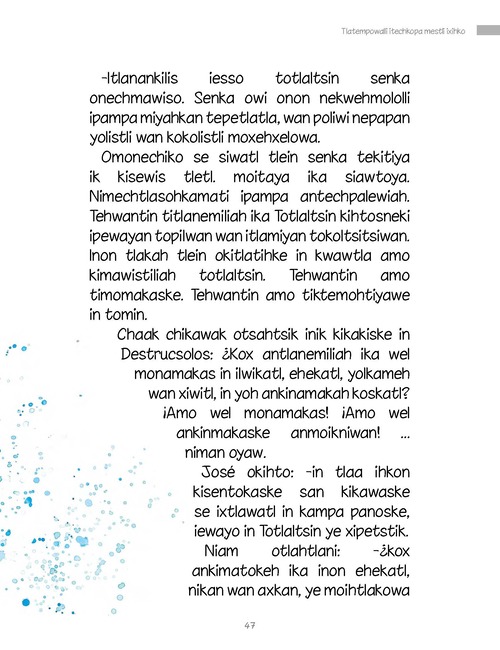 Tlatempowalli itechkopa mestli ixihko
-Itlanankilis iesso totlaltsin senka
onechmawiso. Senka owi onon nekwehmololli
ipampa miyahkan tepetlatla, wan poliwi nepapan
yolistli wan kokolistli moxehxelowa.
Omonechiko se siwatl tlein senka tekitiya
ik kisewis tletl. moitaya ika siawtoya.
Nimechtlasohkamati ipampa antechpalewiah.
Tehwantin titlanemiliah ika Totlaltsin kihtosneki
ipewayan topilwan wan itlamiyan tokoltsitsiwan.
Inon tlakah tlein okitlatihke in kwawtla amo
kimawistiliah totlaltsin. Tehwantin amo
timomakaske. Tehwantin amo tiktemohtiyawe
in tomin.
Chaak chikawak otsahtsik inik kikakiske in
Destrucsolos: ¿Kox antlanemiliah ika wel
monamakas in ilwikatl, ehekatl, yolkameh
wan xiwitl, in yoh ankinamakah koskatl?
¡Amo wel monamakas! ¡Amo wel
ankinmakaske anmoikniwan! ...
niman oyaw.
José okihto: -in tlaa ihkon
kisentokaske san kikawaske
se ixtlawatl in kampa panoske,
iewayo in Totlaltsin ye xipetstik.
Niam otlahtlani: -¿kox
ankimatokeh ika inon ehekatl,
nikan wan axkan, ye moihtlakowa
47